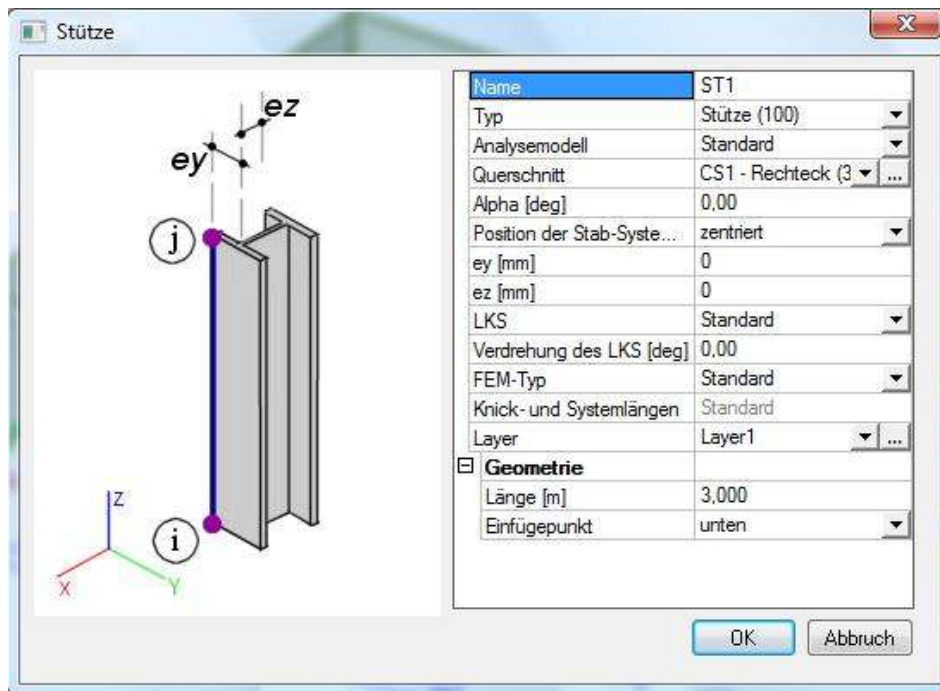 Stütze
ez
ey
j
i
Z
X
Y
Name ST1
Typ Stütze (100)
Analysemodell Standard
Querschnitt CS1 - Rechteck (3 ...
Alpha [deg] 0,00
Position der Stab-Syste... zentriert
ey [mm] 0
ez [mm] 0
LKS Standard
Verdrehung des LKS [deg] 0,00
FEM-Typ Standard
Knick- und Systemlängen Standard
Layer Layer1 ...
Geometrie
Länge [m] 3,000
Einfügepunkt unten
OK Abbruch